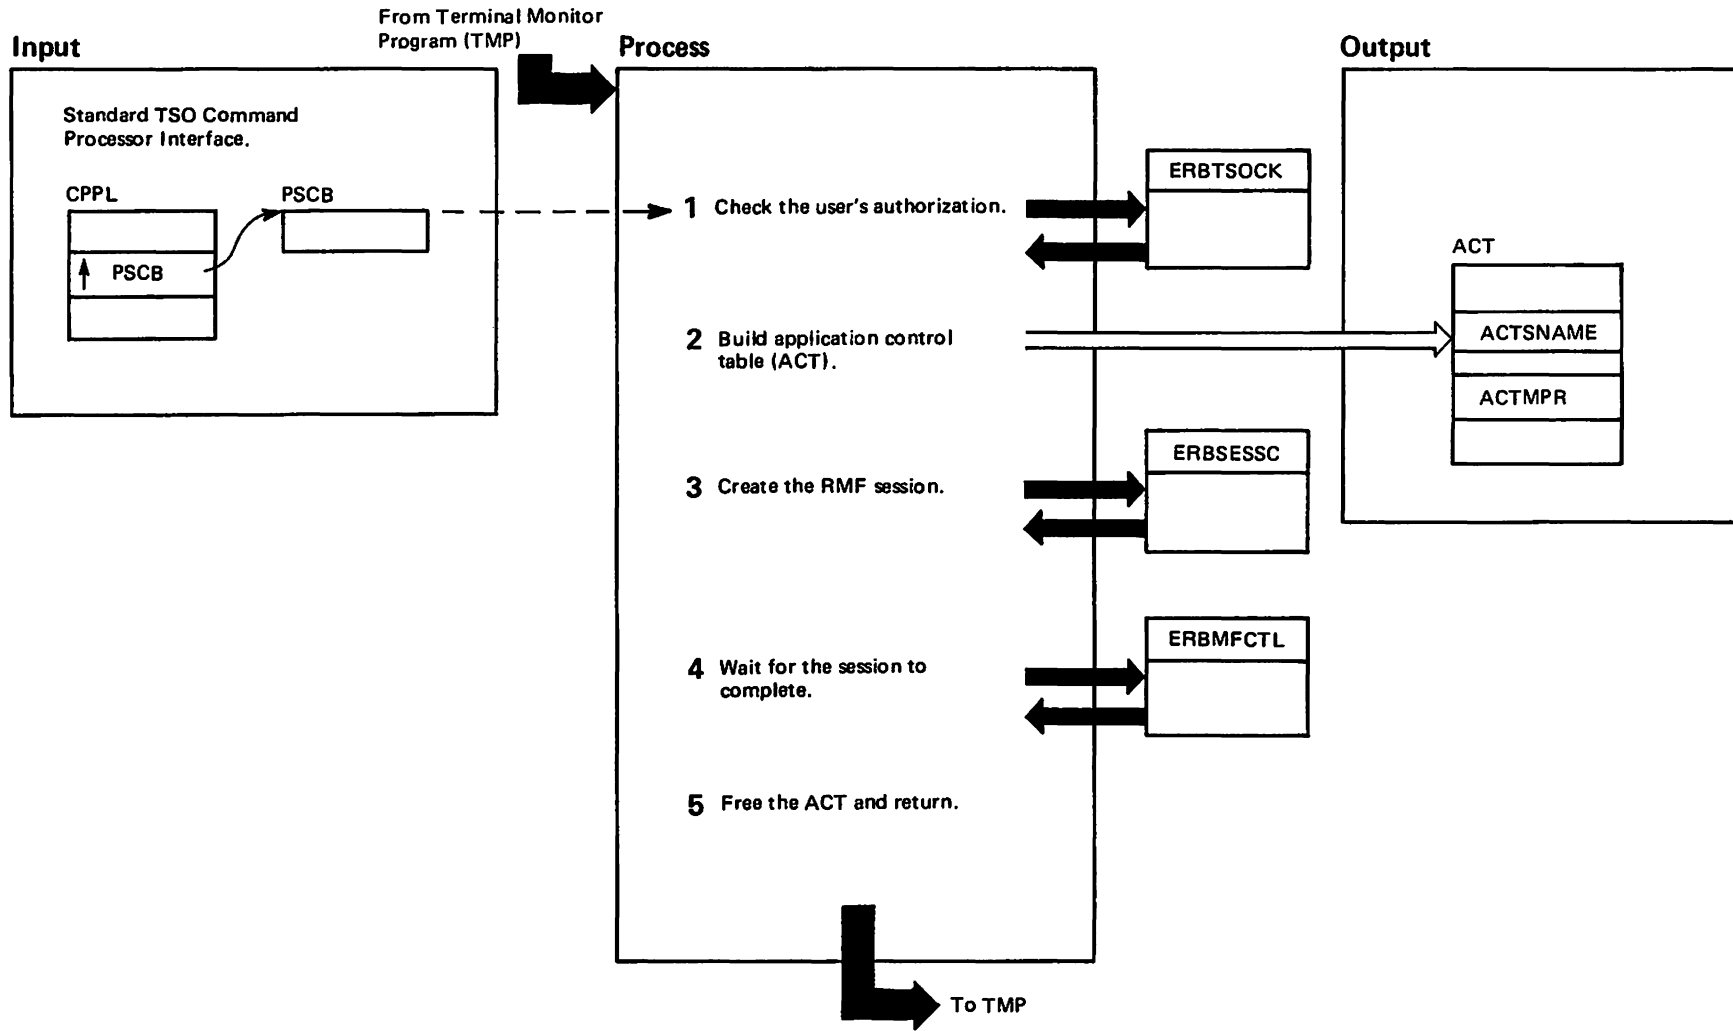 From Terminal Monitor
Program (TMP)
Input
Process
Output
Standard TSO Command
Processor Interface.
CPPL
PSCB
PSCB
1 Check the user's authorization.
ERBTSOCK
ACT
ACTSNAME
ACTMPR
2 Build application control
table (ACT).
3 Create the RMF session.
ERBSESSC
4 Wait for the session to
complete.
ERBMFCTL
5 Free the ACT and return.
To TMP